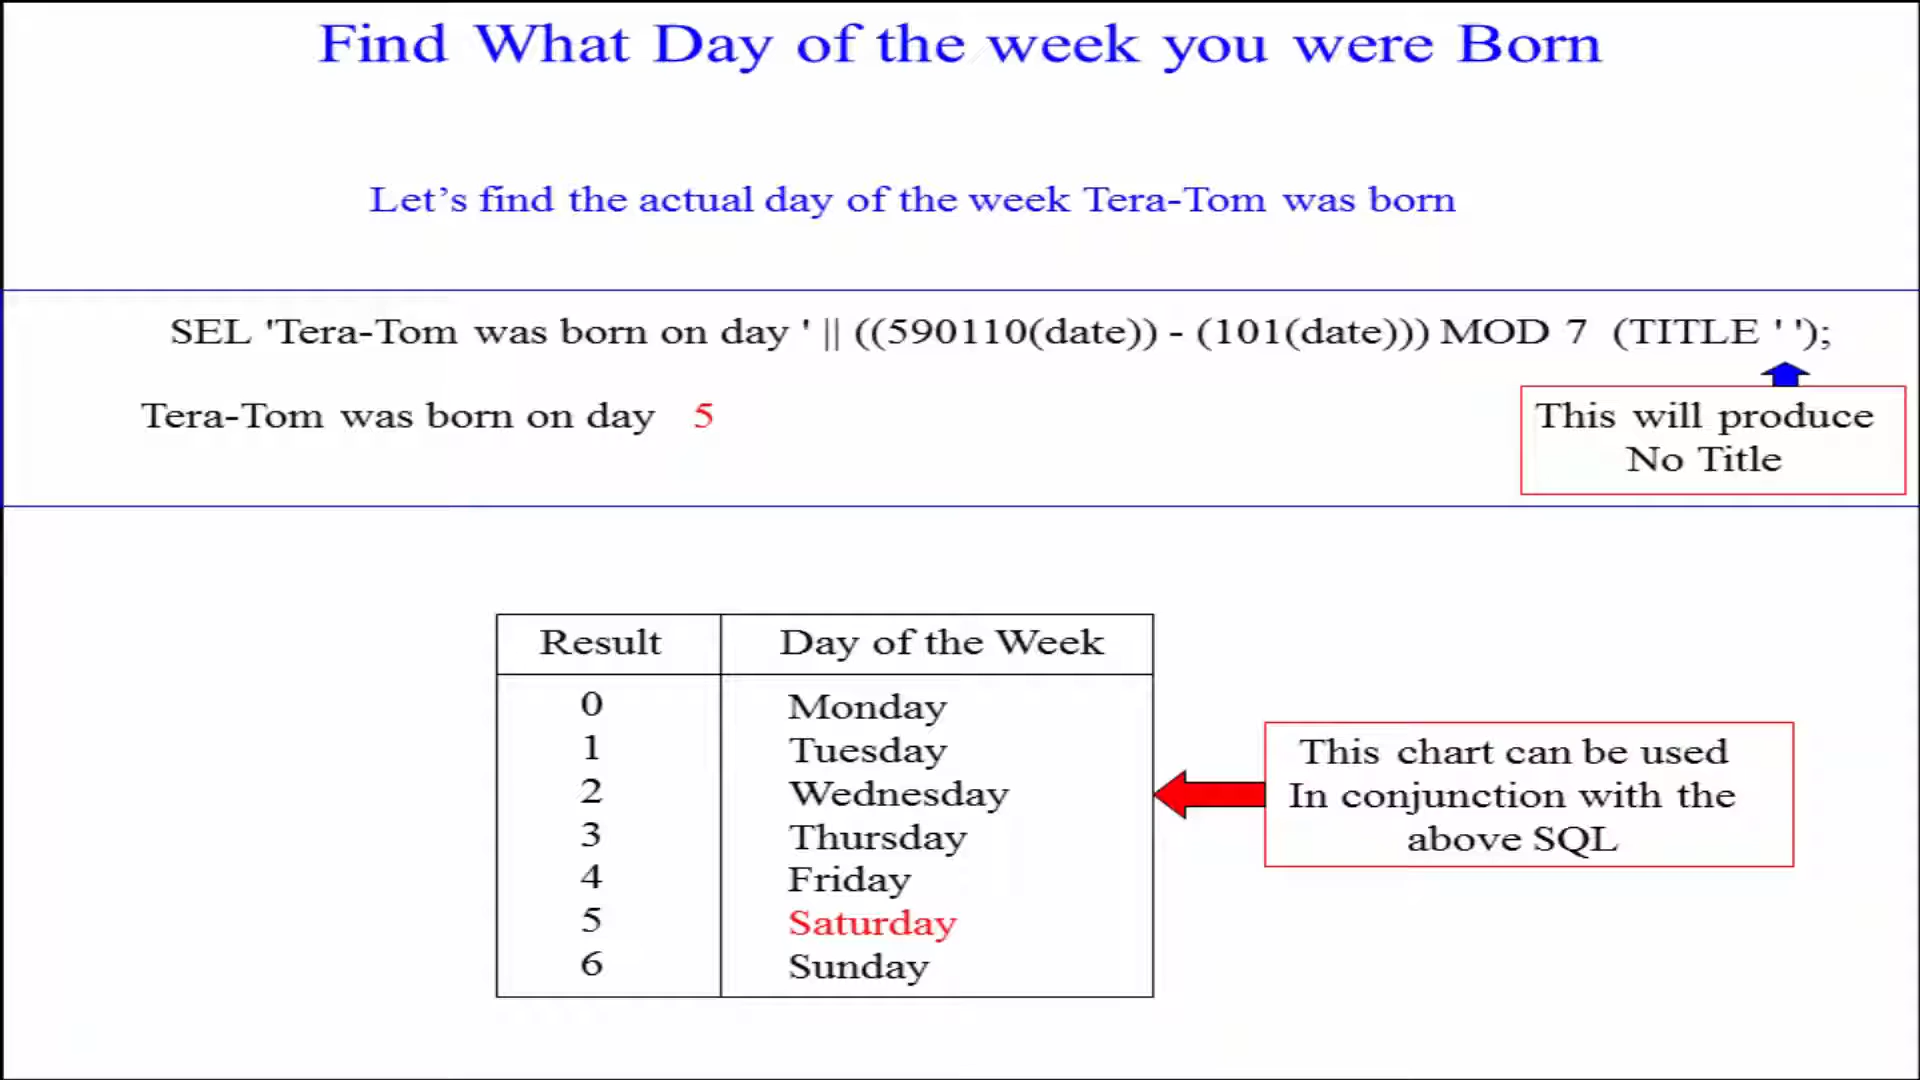 Find What Day of the week you were Born
Let’s find the actual day of the week Tera-Tom was born
SEL 'Tera-Tom was born on day ' || ((590110(date)) - (101(date))) MOD 7 (TITLE ' ');
Tera-Tom was born on day 5
This will produce
No Title
Result Day of the Week
0 Monday
1 Tuesday
2 Wednesday
3 Thursday
4 Friday
5 Saturday
6 Sunday
This chart can be used
In conjunction with the
above SQL